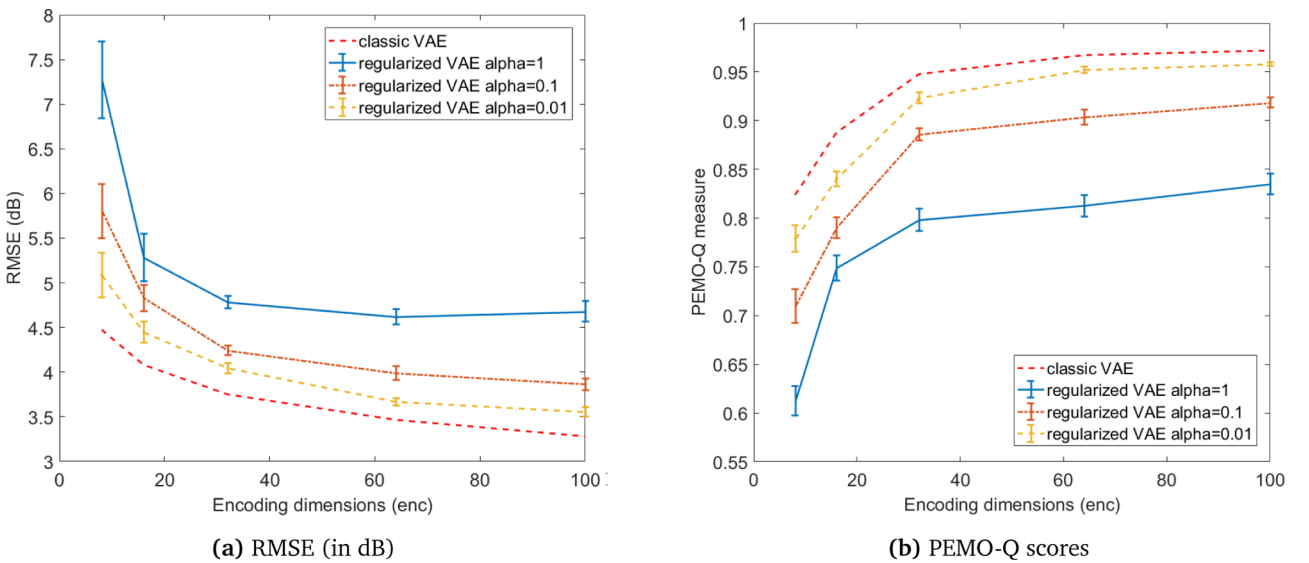 8
7.5
7
6.5
6
5.5
5
4.5
4
3.5
3
RMSE (dB)
classic VAE
regularized VAE alpha=1
regularized VAE alpha=0.1
regularized VAE alpha=0.01
0 20 40 60 80 100
Encoding dimensions (enc)
(a) RMSE (in dB)
1
0.95
0.9
0.85
0.8
0.75
0.7
0.65
0.6
0.55
PEMO-Q measure
classic VAE
regularized VAE alpha=1
regularized VAE alpha=0.1
regularized VAE alpha=0.01
0 20 40 60 80 100
Encoding dimensions (enc)
(b) PEMO-Q scores